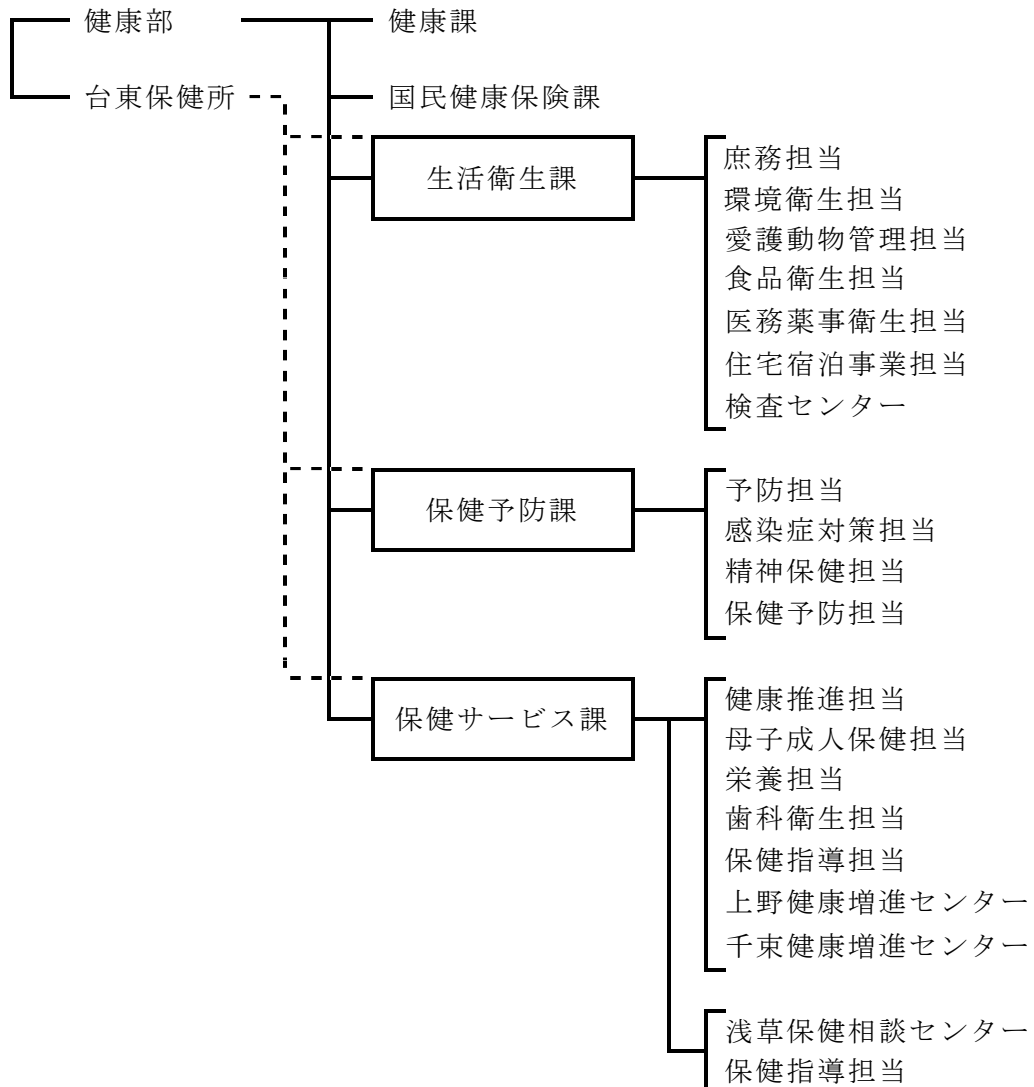 健康部
健康課
台東保健所
国民健康保険課
生活衛生課
庶務担当
環境衛生担当
愛護動物管理担当
食品衛生担当
医務薬事衛生担当
住宅宿泊事業担当
検査センター
保健予防課
予防担当
感染症対策担当
精神保健担当
保健予防担当
保健サービス課
健康推進担当
母子成人保健担当
栄養担当
歯科衛生担当
保健指導担当
上野健康増進センター
千束健康増進センター
浅草保健相談センター
保健指導担当